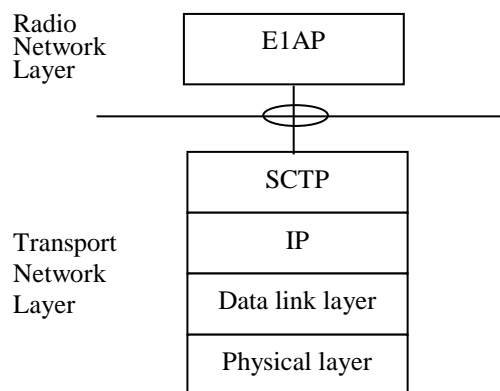 Radio
Network
Layer
E1AP
SCTP
IP
Transport
Network
Layer
Data link layer
Physical layer